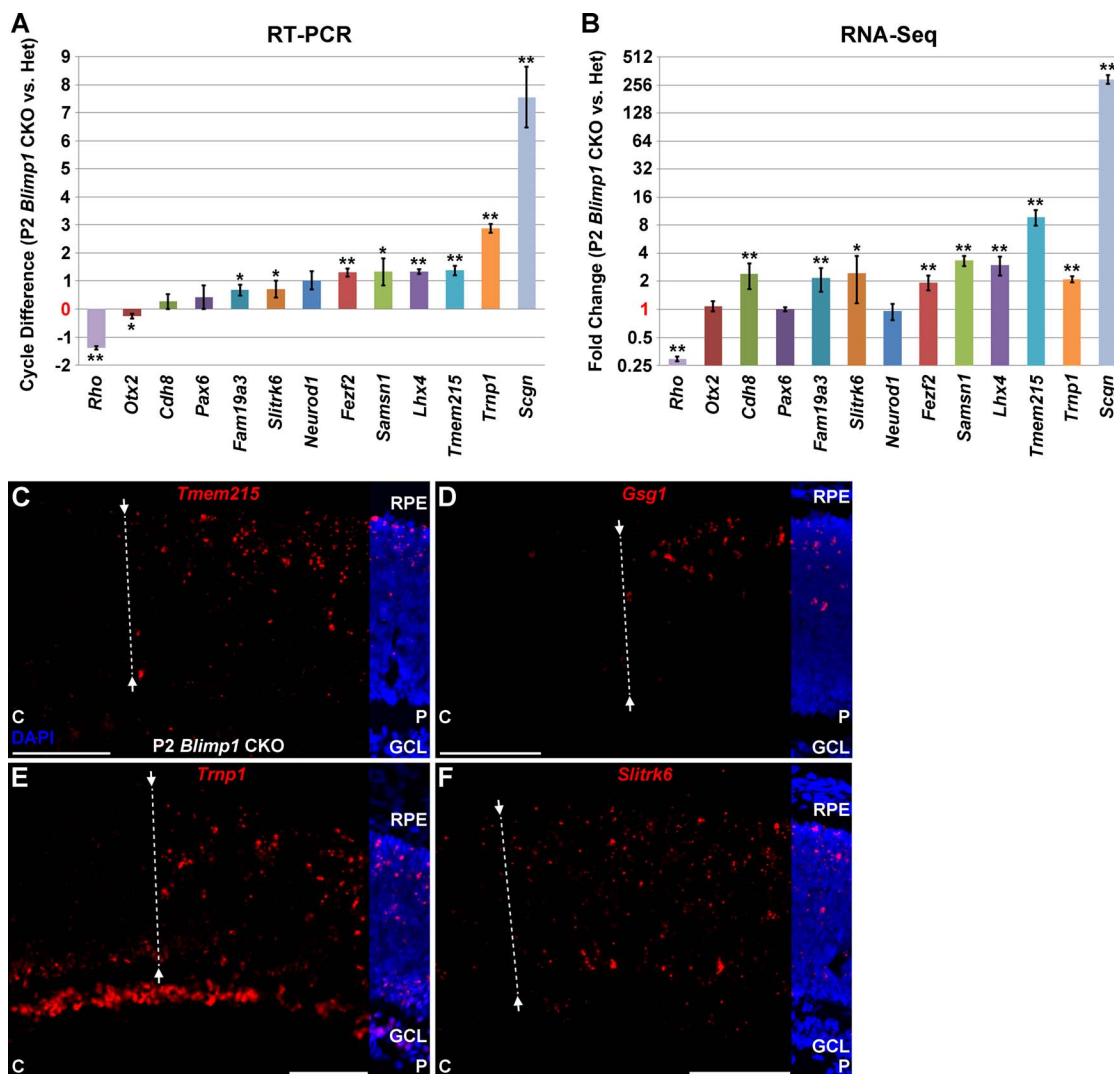 A
RT-PCR
Cycle Difference (P2 Blimp1 CKO vs. Het)
9
8
7
6
5
4
3
2
1
0
-1
-2
**
*
*
*
**
*
**
**
**
**
Rho
Otx2
Cdh8
Pax6
Fam19a3
Slitrk6
Neurod1
Fezf2
Samsn1
Lhx4
Tmem215
Trnp1
Scgn
B
RNA-Seq
Fold Change (P2 Blimp1 CKO vs. Het)
512
256
128
64
32
16
8
4
2
1
0.5
0.25
**
**
**
*
**
**
**
**
**
**
Rho
Otx2
Cdh8
Pax6
Fam19a3
Slitrk6
Neurod1
Fezf2
Samsn1
Lhx4
Tmem215
Trnp1
Scgn
C
Tmem215
RPE
C
P
DAPI
P2 Blimp1 CKO
GCL
D
Gsg1
RPE
C
P
GCL
E
Trnp1
RPE
GCL
C
P
F
Slitrk6
RPE
GCL
C
P